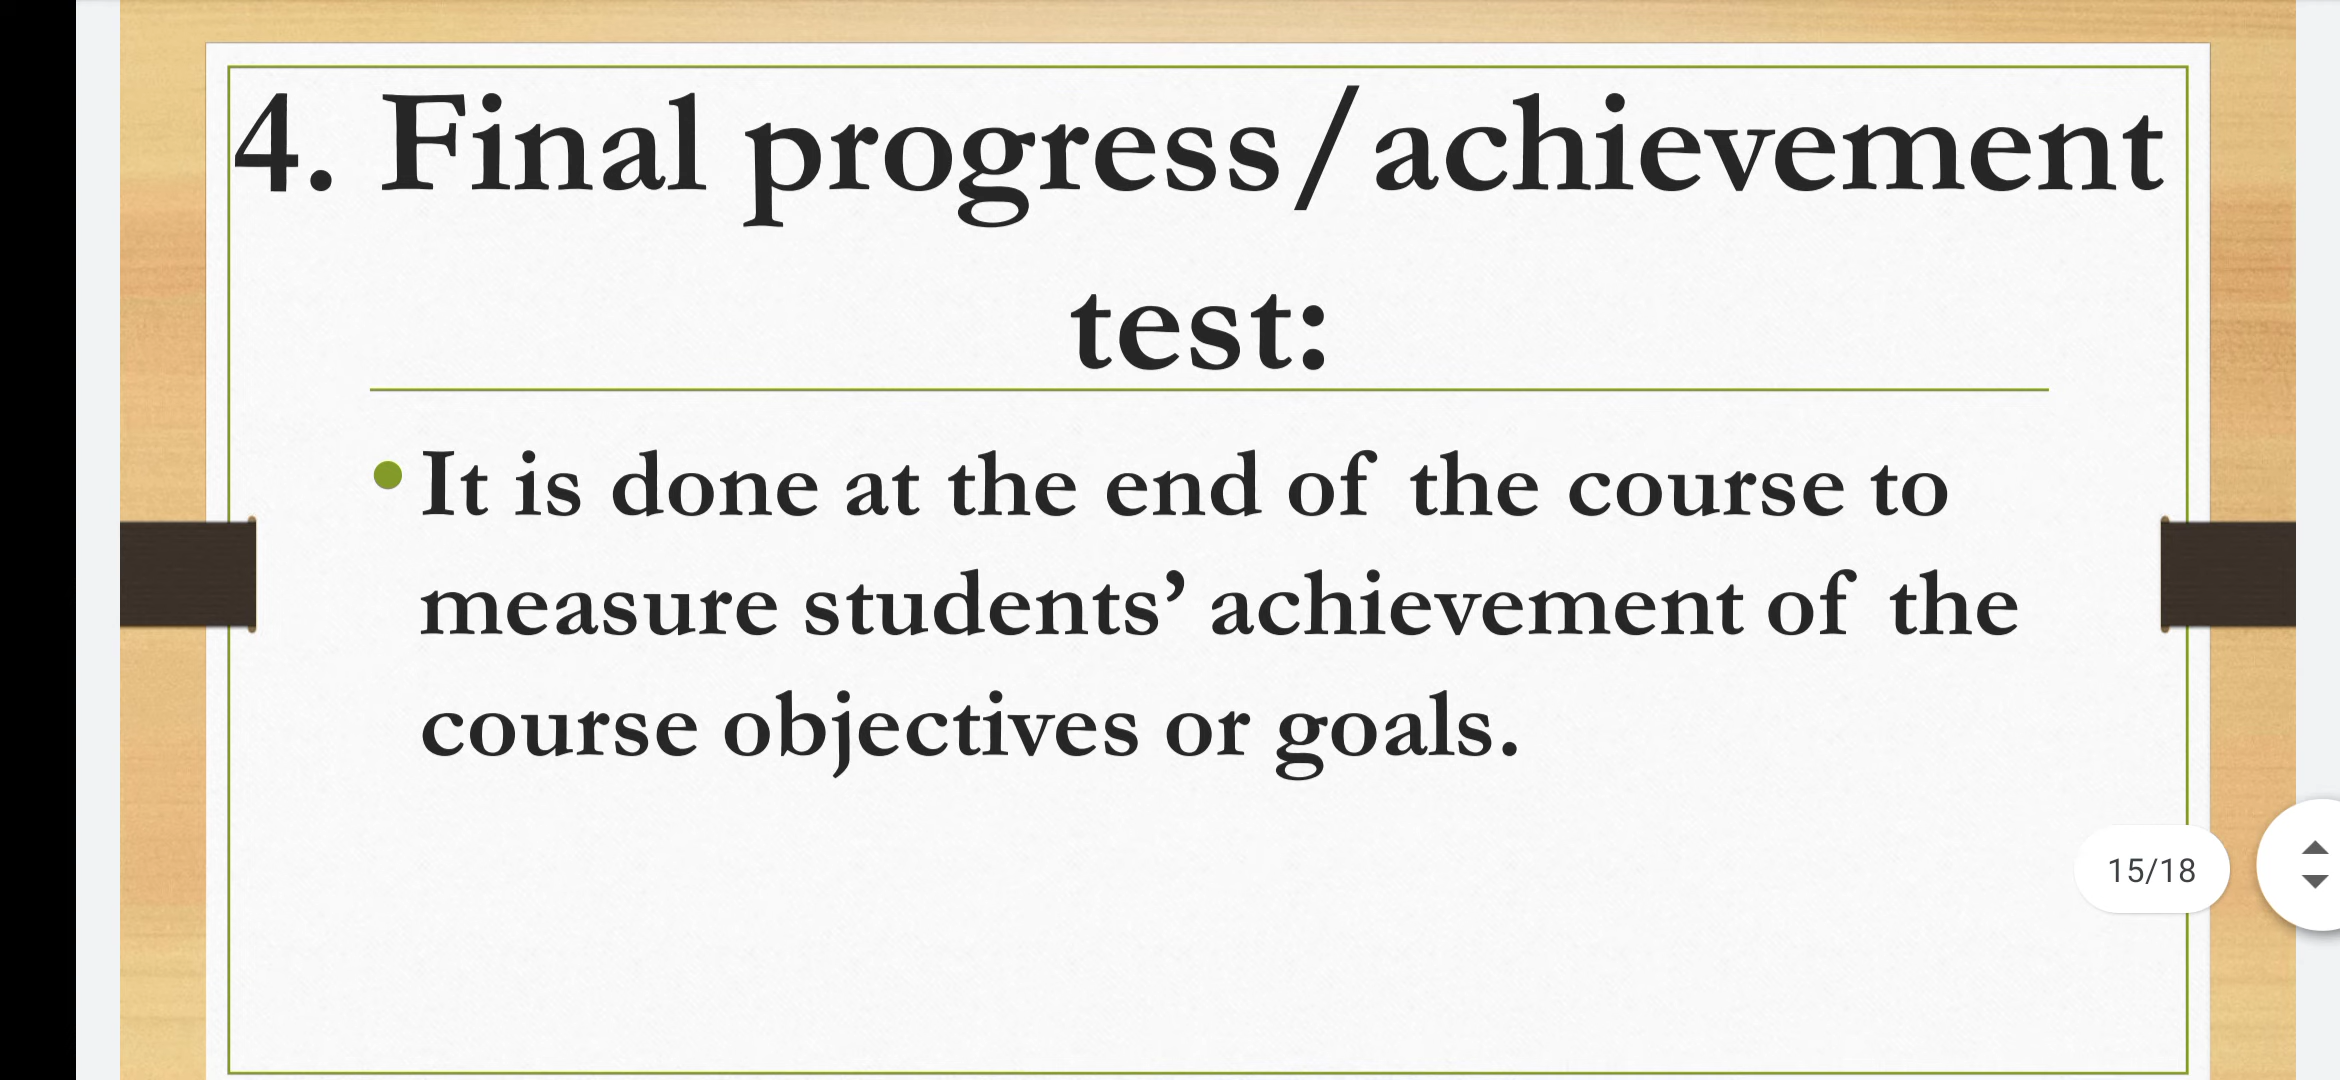 4. Final progress/achievement
test:
•It is done at the end of the course to
measure students’ achievement of the
course objectives or goals.
15/18